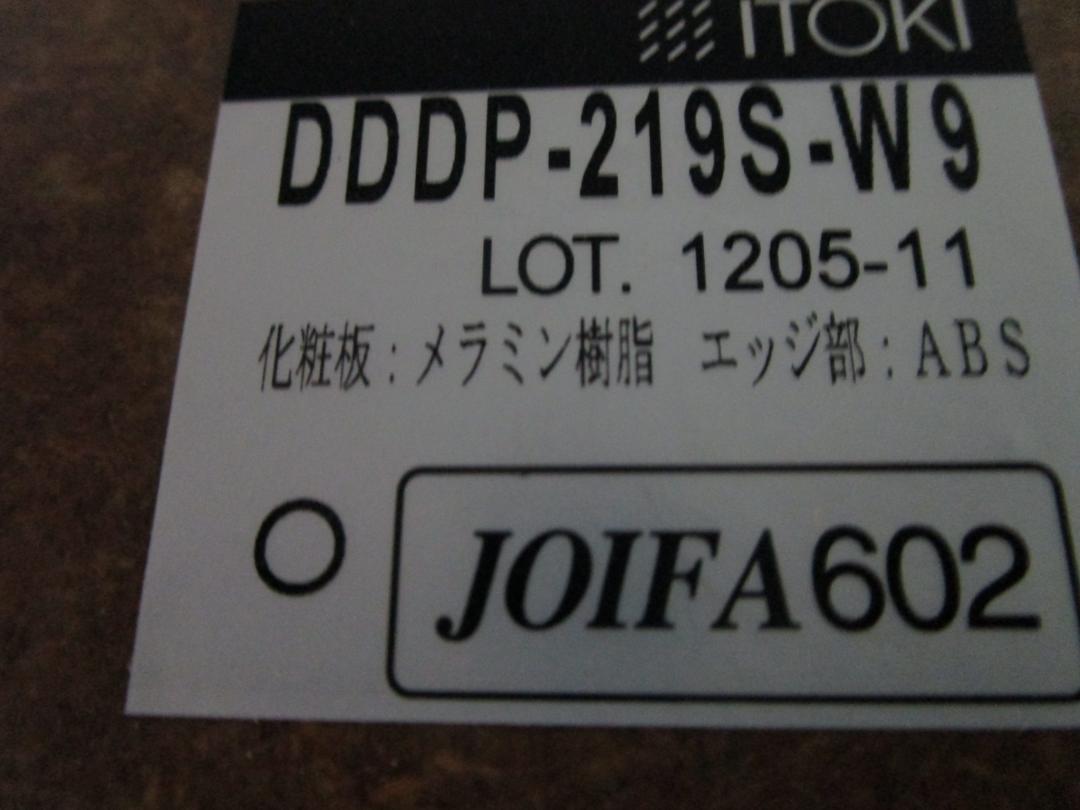 ITOKI
DDDP-219S-W9
LOT. 1205-11
化粧板：メラミン樹脂 エッジ部：ABS
○ JOIFA602